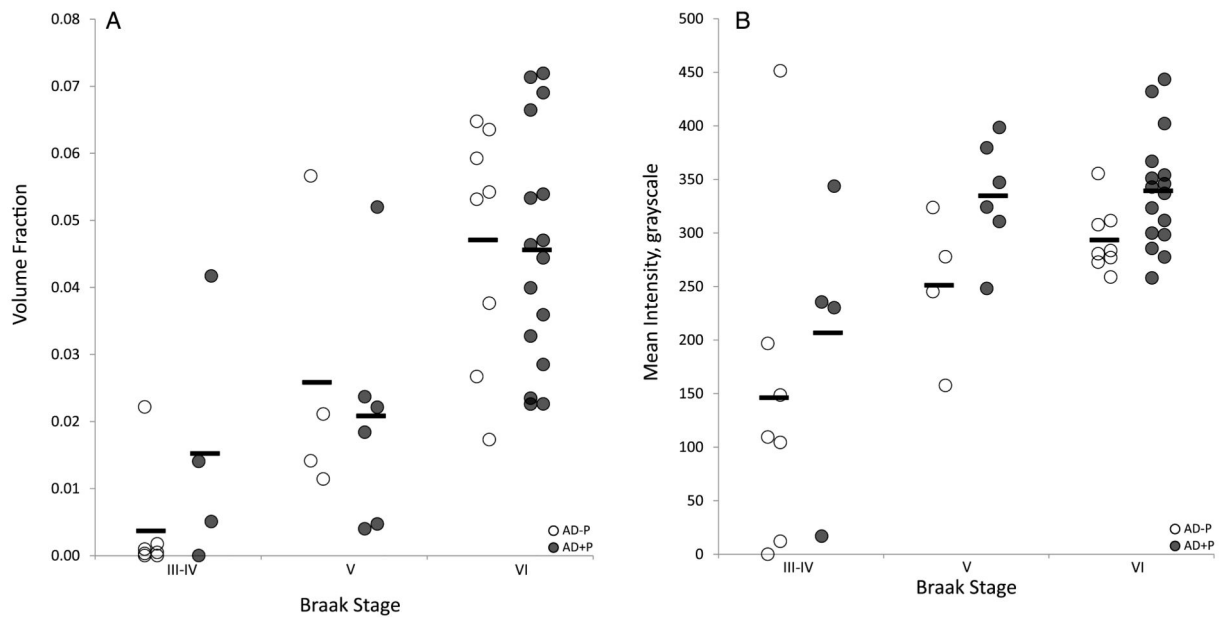 A
0.08
0.07
0.06
0.05
0.04
0.03
0.02
0.01
0.00
Volume Fraction
III-IV
V
VI
Braak Stage
AD-P
AD+P
B
500
450
400
350
300
250
200
150
100
50
0
Mean Intensity, grayscale
III-IV
V
VI
Braak Stage
AD-P
AD+P